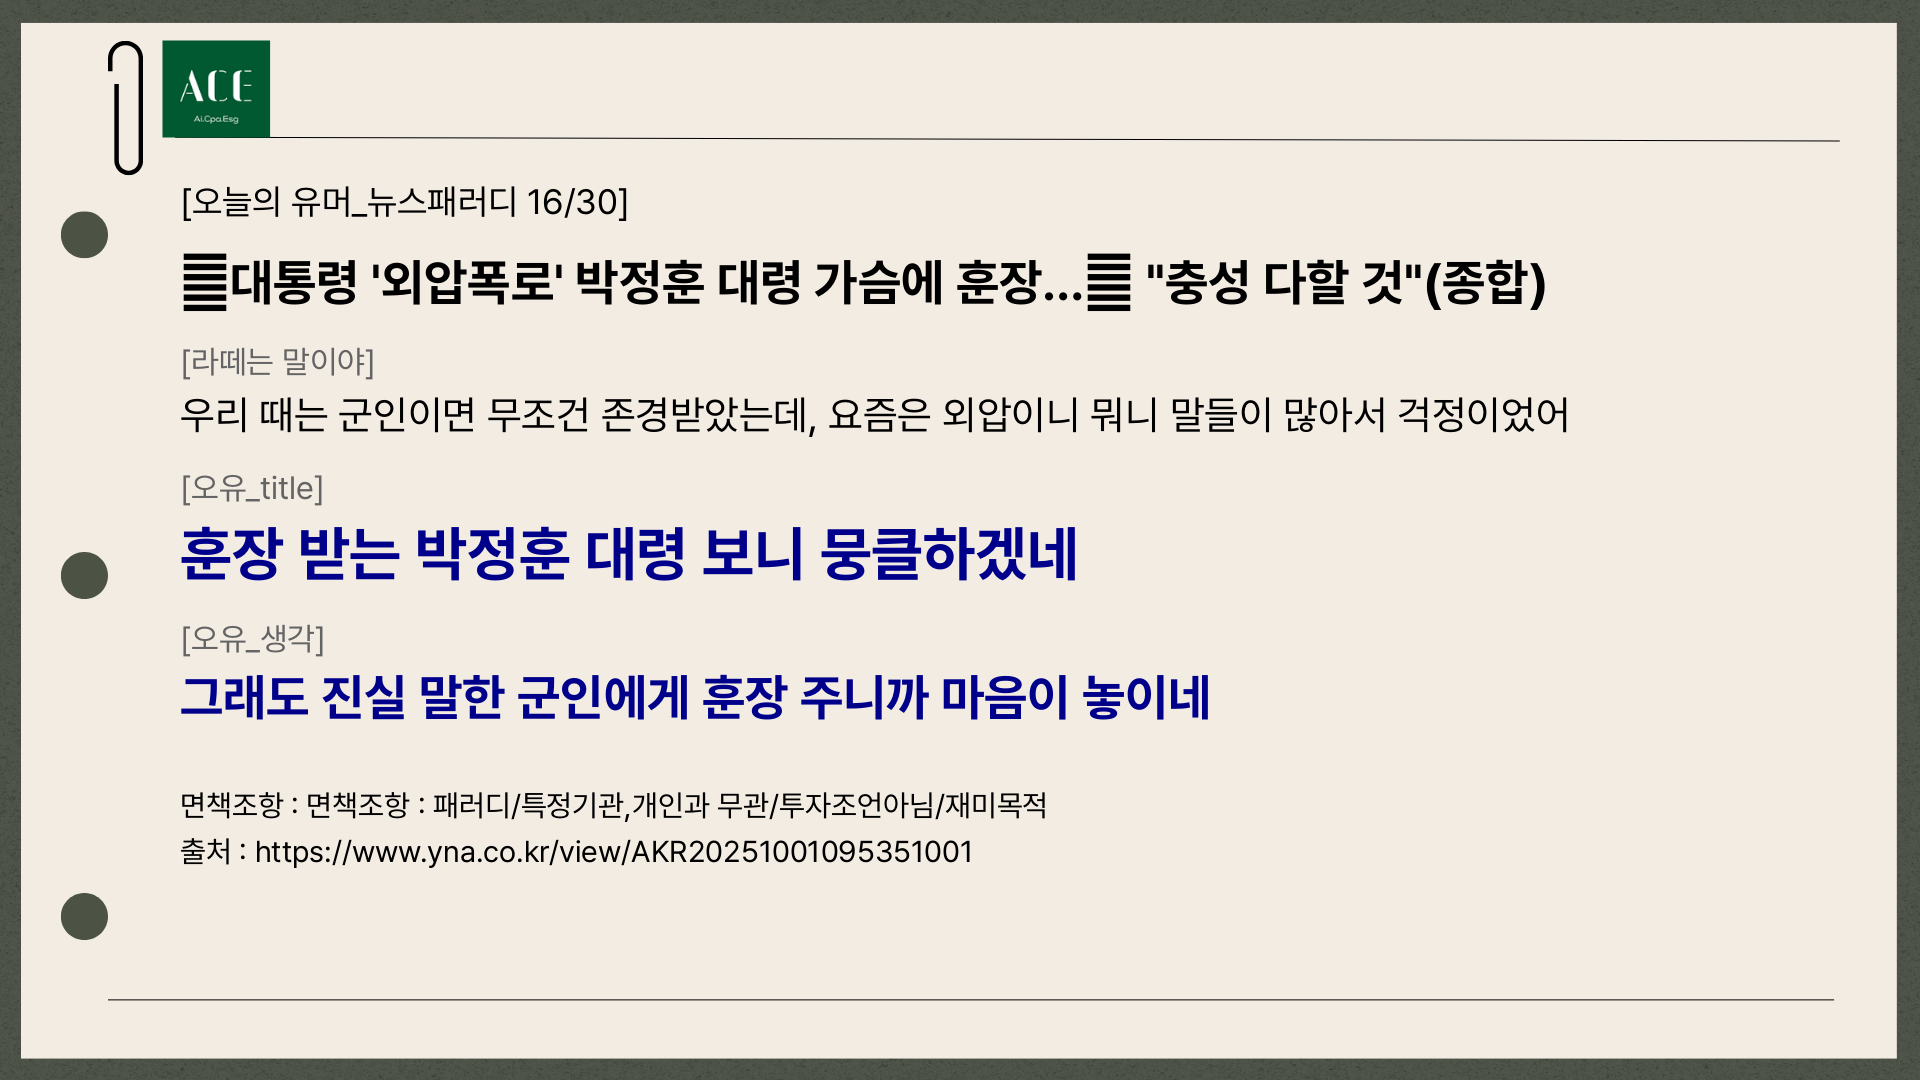 ACE
Ai.Cpa.Esg
[오늘의 유머_뉴스패러디 16/30]
대통령 '외압폭로' 박정훈 대령 가슴에 훈장... "충성 다할 것"(종합)
[라떼는 말이야]
우리 때는 군인이면 무조건 존경받았는데, 요즘은 외압이니 뭐니 말들이 많아서 걱정이었어
[오유_title]
훈장 받는 박정훈 대령 보니 뭉클하겠네
[오유_생각]
그래도 진실 말한 군인에게 훈장 주니까 마음이 놓이네
면책조항 : 면책조항 : 패러디/특정기관,개인과 무관/투자조언아님/재미목적
출처 : https://www.yna.co.kr/view/AKR20251001095351001